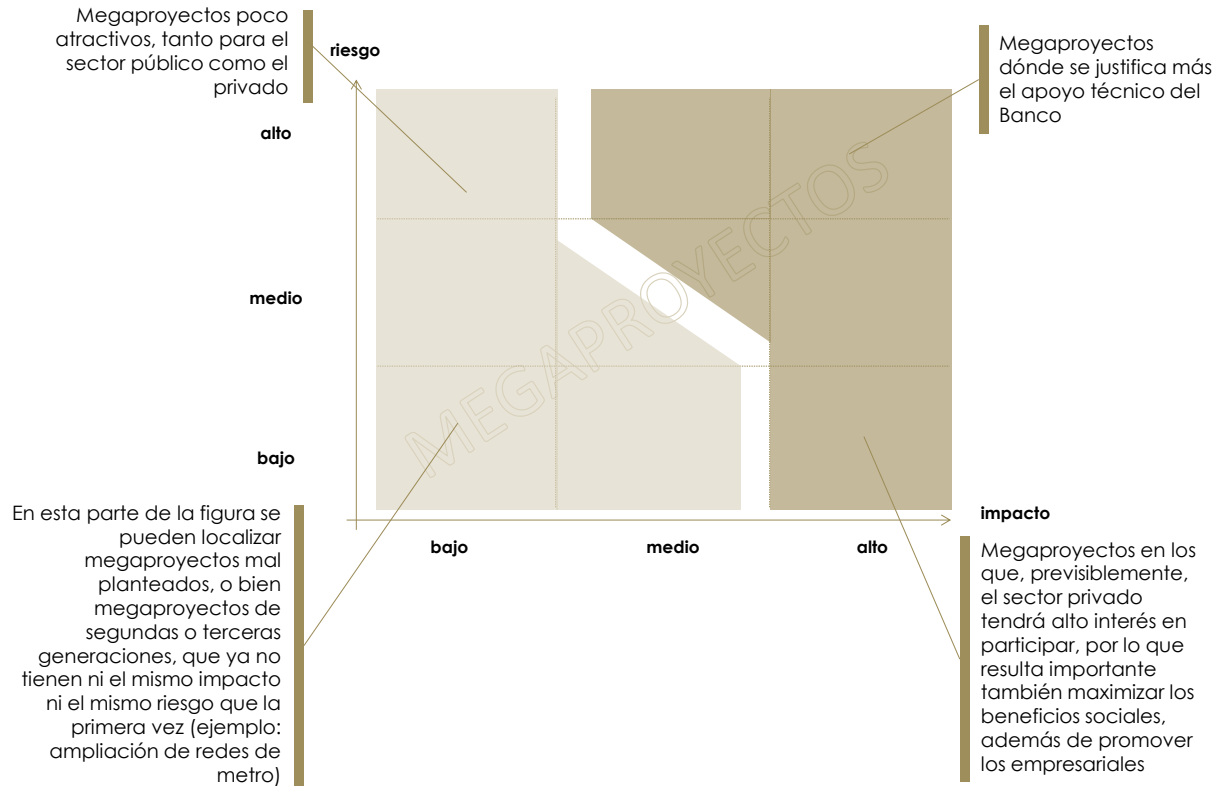 Megaproyectos poco
atractivos, tanto para el
sector público como el
privado
riesgo
Megaproyectos
dónde se justifica más
el apoyo técnico del
Banco
alto
medio
bajo
MEGAPROYECTOS
En esta parte de la figura se
pueden localizar
megaproyectos mal
planteados, o bien
megaproyectos de
segundas o terceras
generaciones, que ya no
tienen ni el mismo impacto
ni el mismo riesgo que la
primera vez (ejemplo:
ampliación de redes de
metro)
bajo
medio
alto
impacto
Megaproyectos en los
que, previsiblemente,
el sector privado
tendrá alto interés en
participar, por lo que
resulta importante
también maximizar los
beneficios sociales,
además de promover
los empresariales